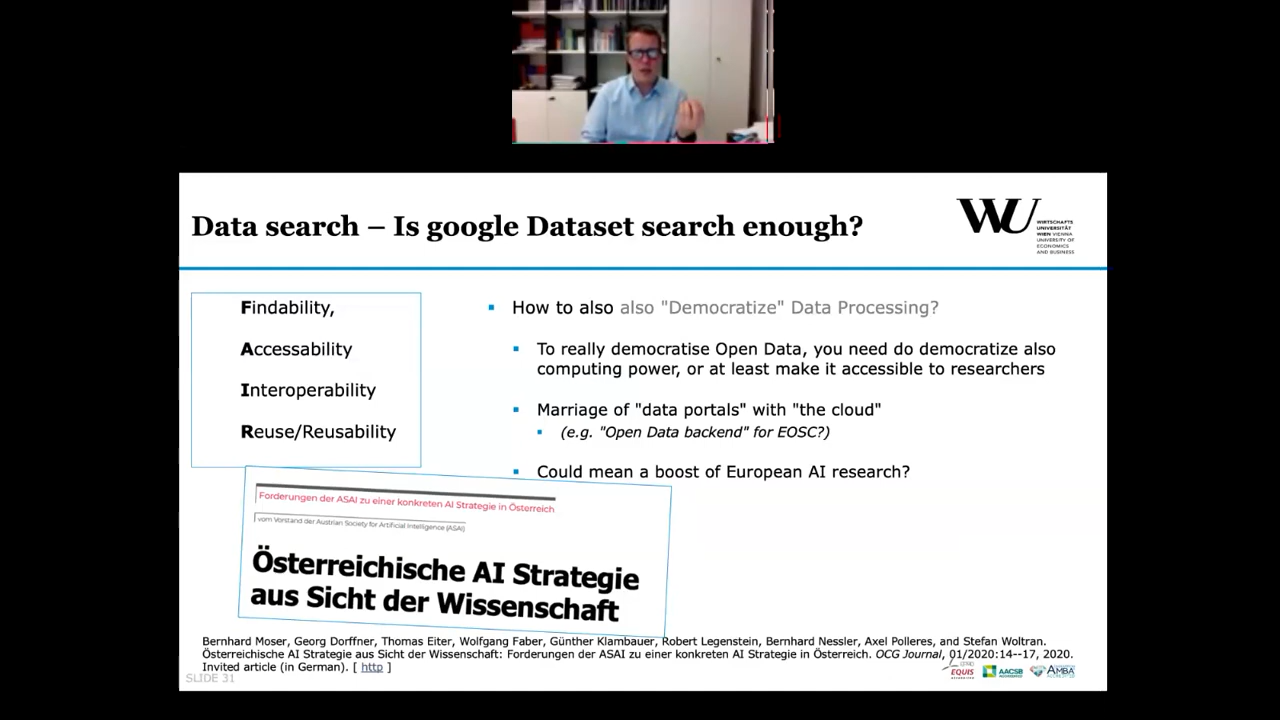 Data search – Is google Dataset search enough?
WU
WIRTSCHAFTS
UNIVERSITÄT
WIEN VIENNA
UNIVERSITY OF
ECONOMICS
AND BUSINESS
Findability,
Accessability
Interoperability
Reuse/Reusability
▪ How to also also "Democratize" Data Processing?
▪ To really democratise Open Data, you need do democratize also
computing power, or at least make it accessible to researchers
▪ Marriage of "data portals" with "the cloud"
▪ (e.g. "Open Data backend" for EOSC?)
▪ Could mean a boost of European AI research?
Forderungen der ASAI zu einer konkreten AI Strategie in Österreich
vom Vorstand der Austrian Society for Artificial Intelligence (ASAI)
Österreichische AI Strategie
aus Sicht der Wissenschaft
Bernhard Moser, Georg Dorffner, Thomas Eiter, Wolfgang Faber, Günther Klambauer, Robert Legenstein, Bernhard Nessler, Axel Polleres, and Stefan Woltran.
Österreichische AI Strategie aus Sicht der Wissenschaft: Forderungen der ASAI zu einer konkreten AI Strategie in Österreich. OCG Journal, 01/2020:14--17, 2020.
Invited article (in German). [ http ]
SLIDE 31
EQUIS
AACSB
AMBA